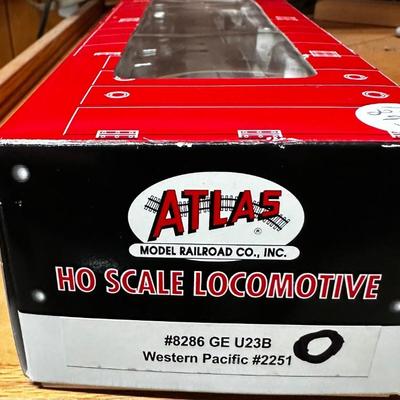 ATLAS
®
MODEL RAILROAD CO., INC.
HO SCALE LOCOMOTIVE
#8286 GE U23B
Western Pacific #2251